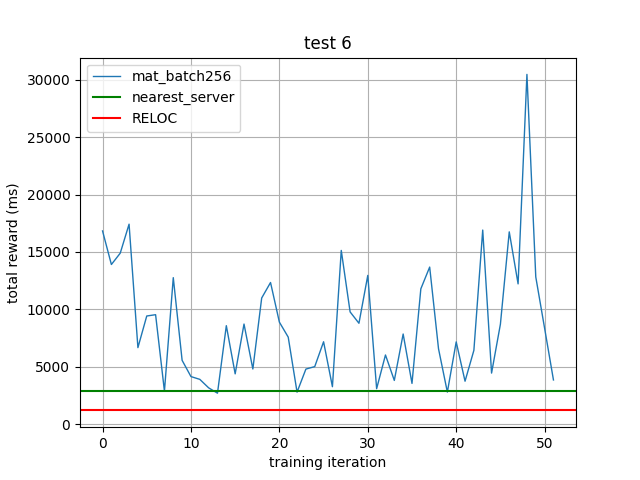 test 6
mat_batch256
nearest_server
RELOC
total reward (ms)
30000
25000
20000
15000
10000
5000
0
0 10 20 30 40 50
training iteration